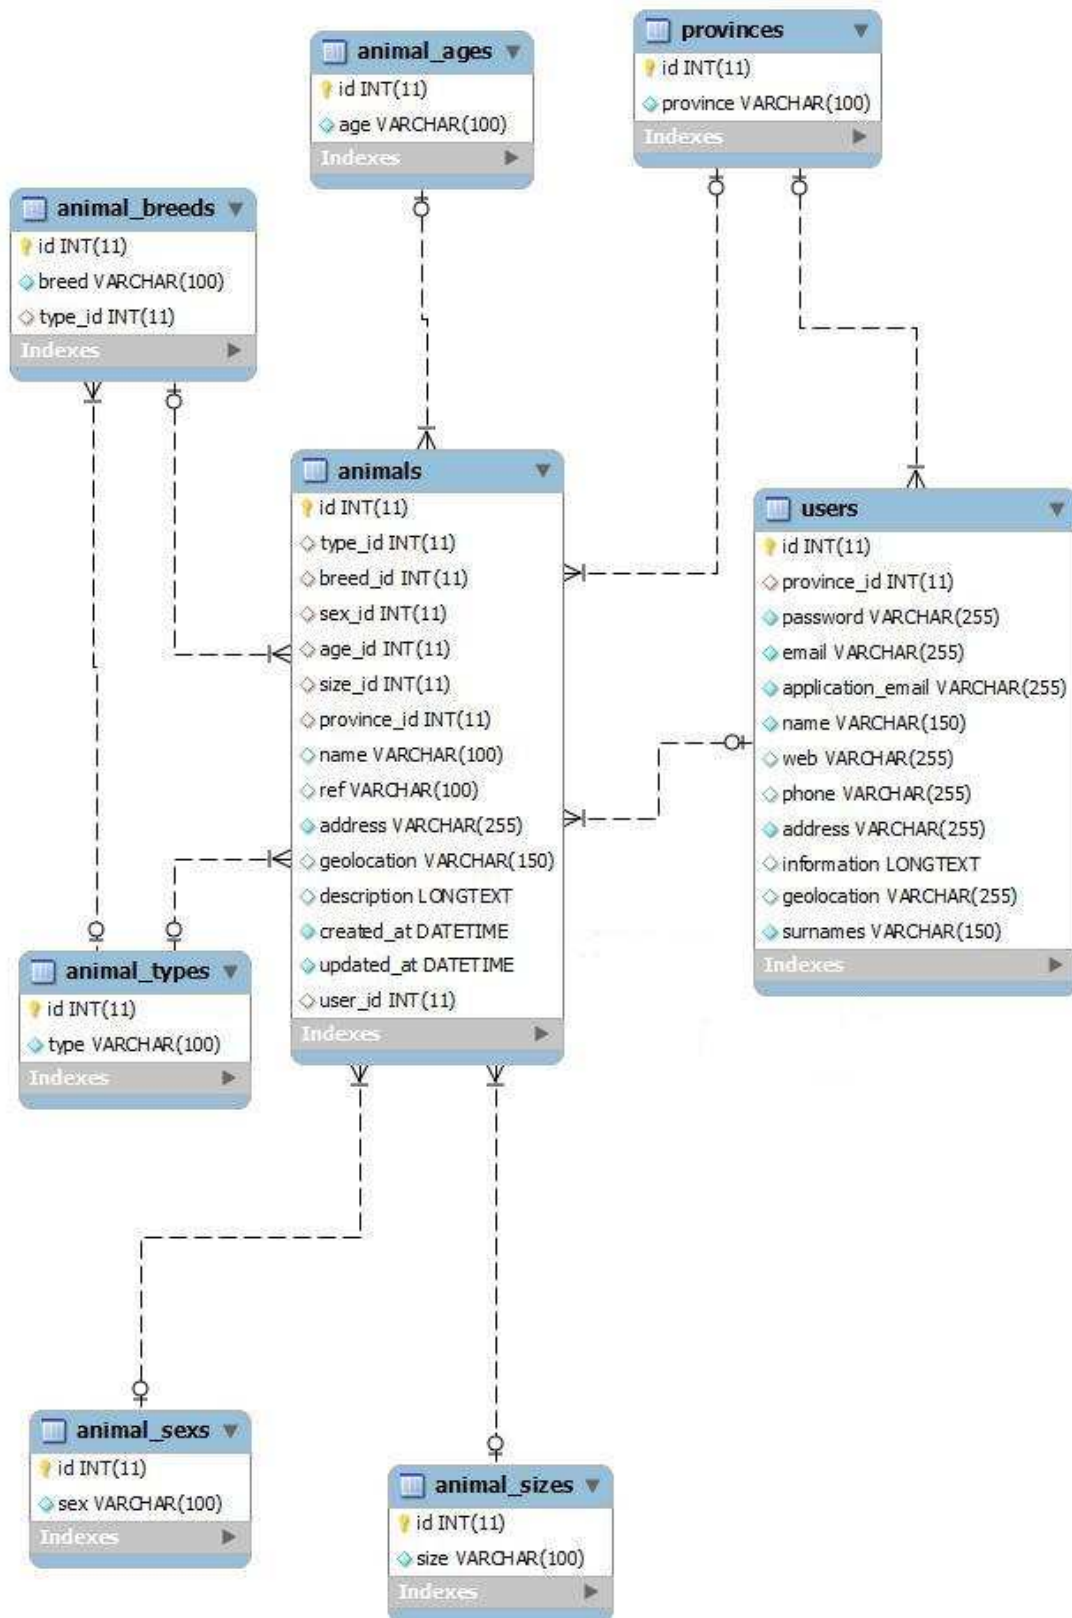 animal_ages
id INT(11)
age VARCHAR(100)
Indexes
provinces
id INT(11)
province VARCHAR(100)
Indexes
animal_breeds
id INT(11)
breed VARCHAR(100)
type_id INT(11)
Indexes
animals
id INT(11)
type_id INT(11)
breed_id INT(11)
sex_id INT(11)
age_id INT(11)
size_id INT(11)
province_id INT(11)
name VARCHAR(100)
ref VARCHAR(100)
address VARCHAR(255)
geolocation VARCHAR(150)
description LONGTEXT
created_at DATETIME
updated_at DATETIME
user_id INT(11)
Indexes
users
id INT(11)
province_id INT(11)
password VARCHAR(255)
email VARCHAR(255)
application_email VARCHAR(255)
name VARCHAR(150)
web VARCHAR(255)
phone VARCHAR(255)
address VARCHAR(255)
information LONGTEXT
geolocation VARCHAR(255)
surnames VARCHAR(150)
Indexes
animal_types
id INT(11)
type VARCHAR(100)
Indexes
animal_sexs
id INT(11)
sex VARCHAR(100)
Indexes
animal_sizes
id INT(11)
size VARCHAR(100)
Indexes